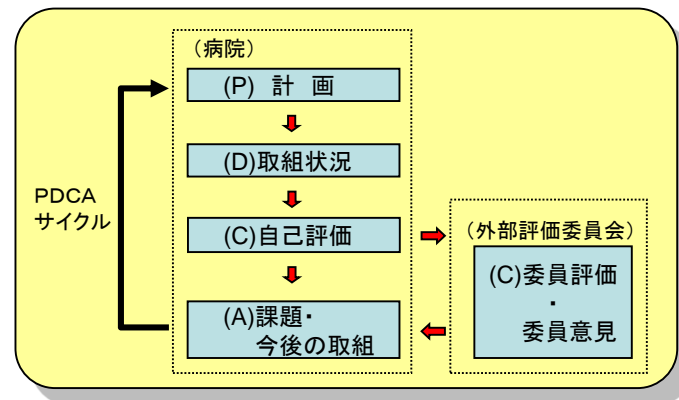 （病院）
(P) 計 画
(D)取組状況
PDCA
サイクル
(C)自己評価
(A)課題・
今後の取組
（外部評価委員会）
(C)委員評価
・
委員意見